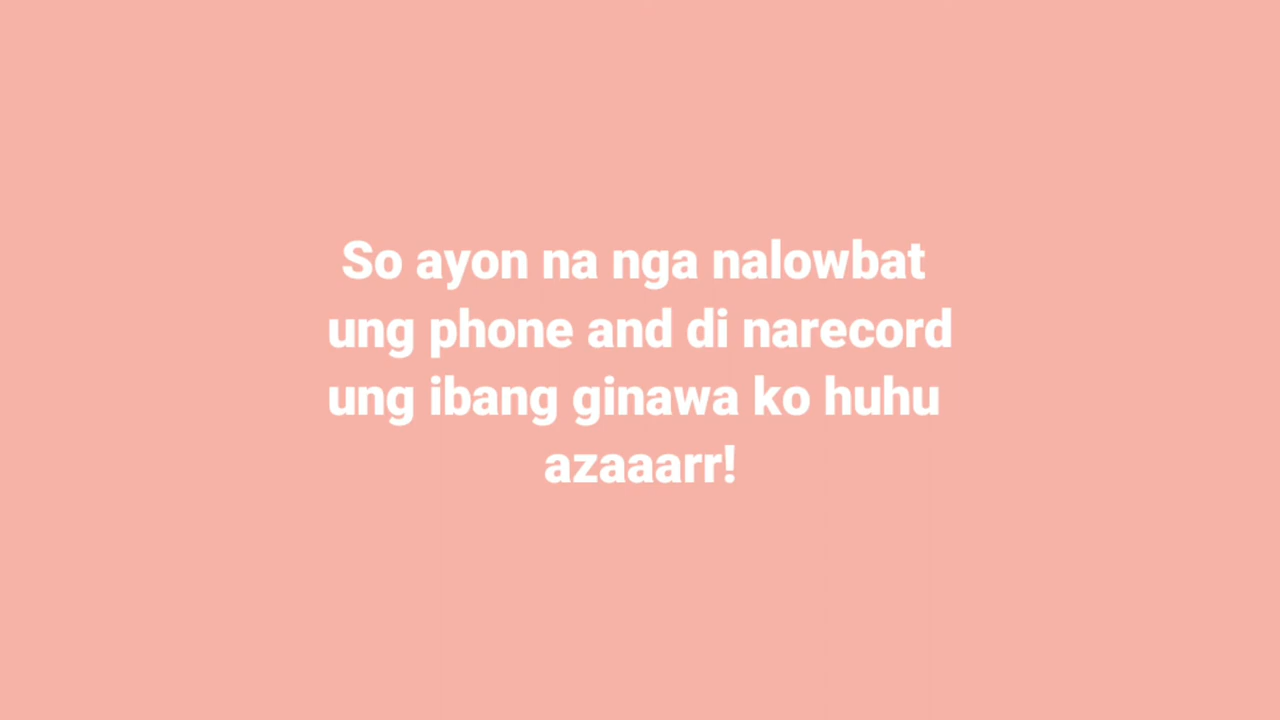 So ayon na nga nalowbat
ung phone and di narecord
ung ibang ginawa ko huhu
azaaarr!